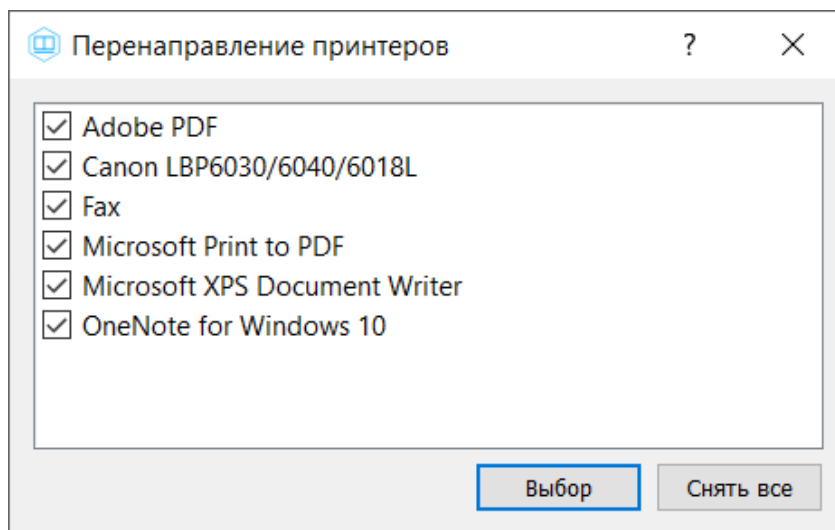 Перенаправление принтеров
Adobe PDF
Canon LBP6030/6040/6018L
Fax
Microsoft Print to PDF
Microsoft XPS Document Writer
OneNote for Windows 10
Выбор Снять все